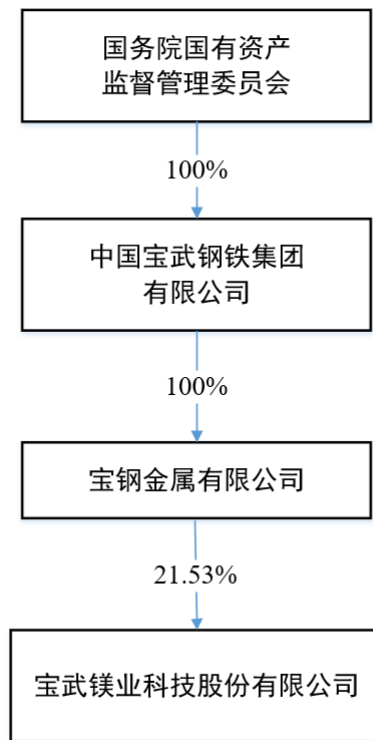 国务院国有资产
监督管理委员会
100%
中国宝武钢铁集团
有限公司
100%
宝钢金属有限公司
21.53%
宝武镁业科技股份有限公司